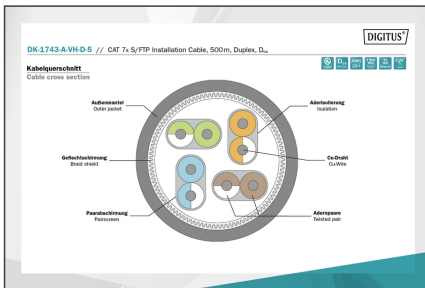 DIGITUS®
DK-1743-A-VH-D-5 // CAT 7A S/FTP Installation Cable, 500 m, Duplex, Dca
Kabelquerschnitt
Cable cross section
Außenmantel
Outer jacket
Aderisolierung
Isulation
Geflechtschirmung
Braid shield
Cu-Draht
Cu-Wire
Paarabschirmung
Pairscreen
Aderpaare
Twisted pair